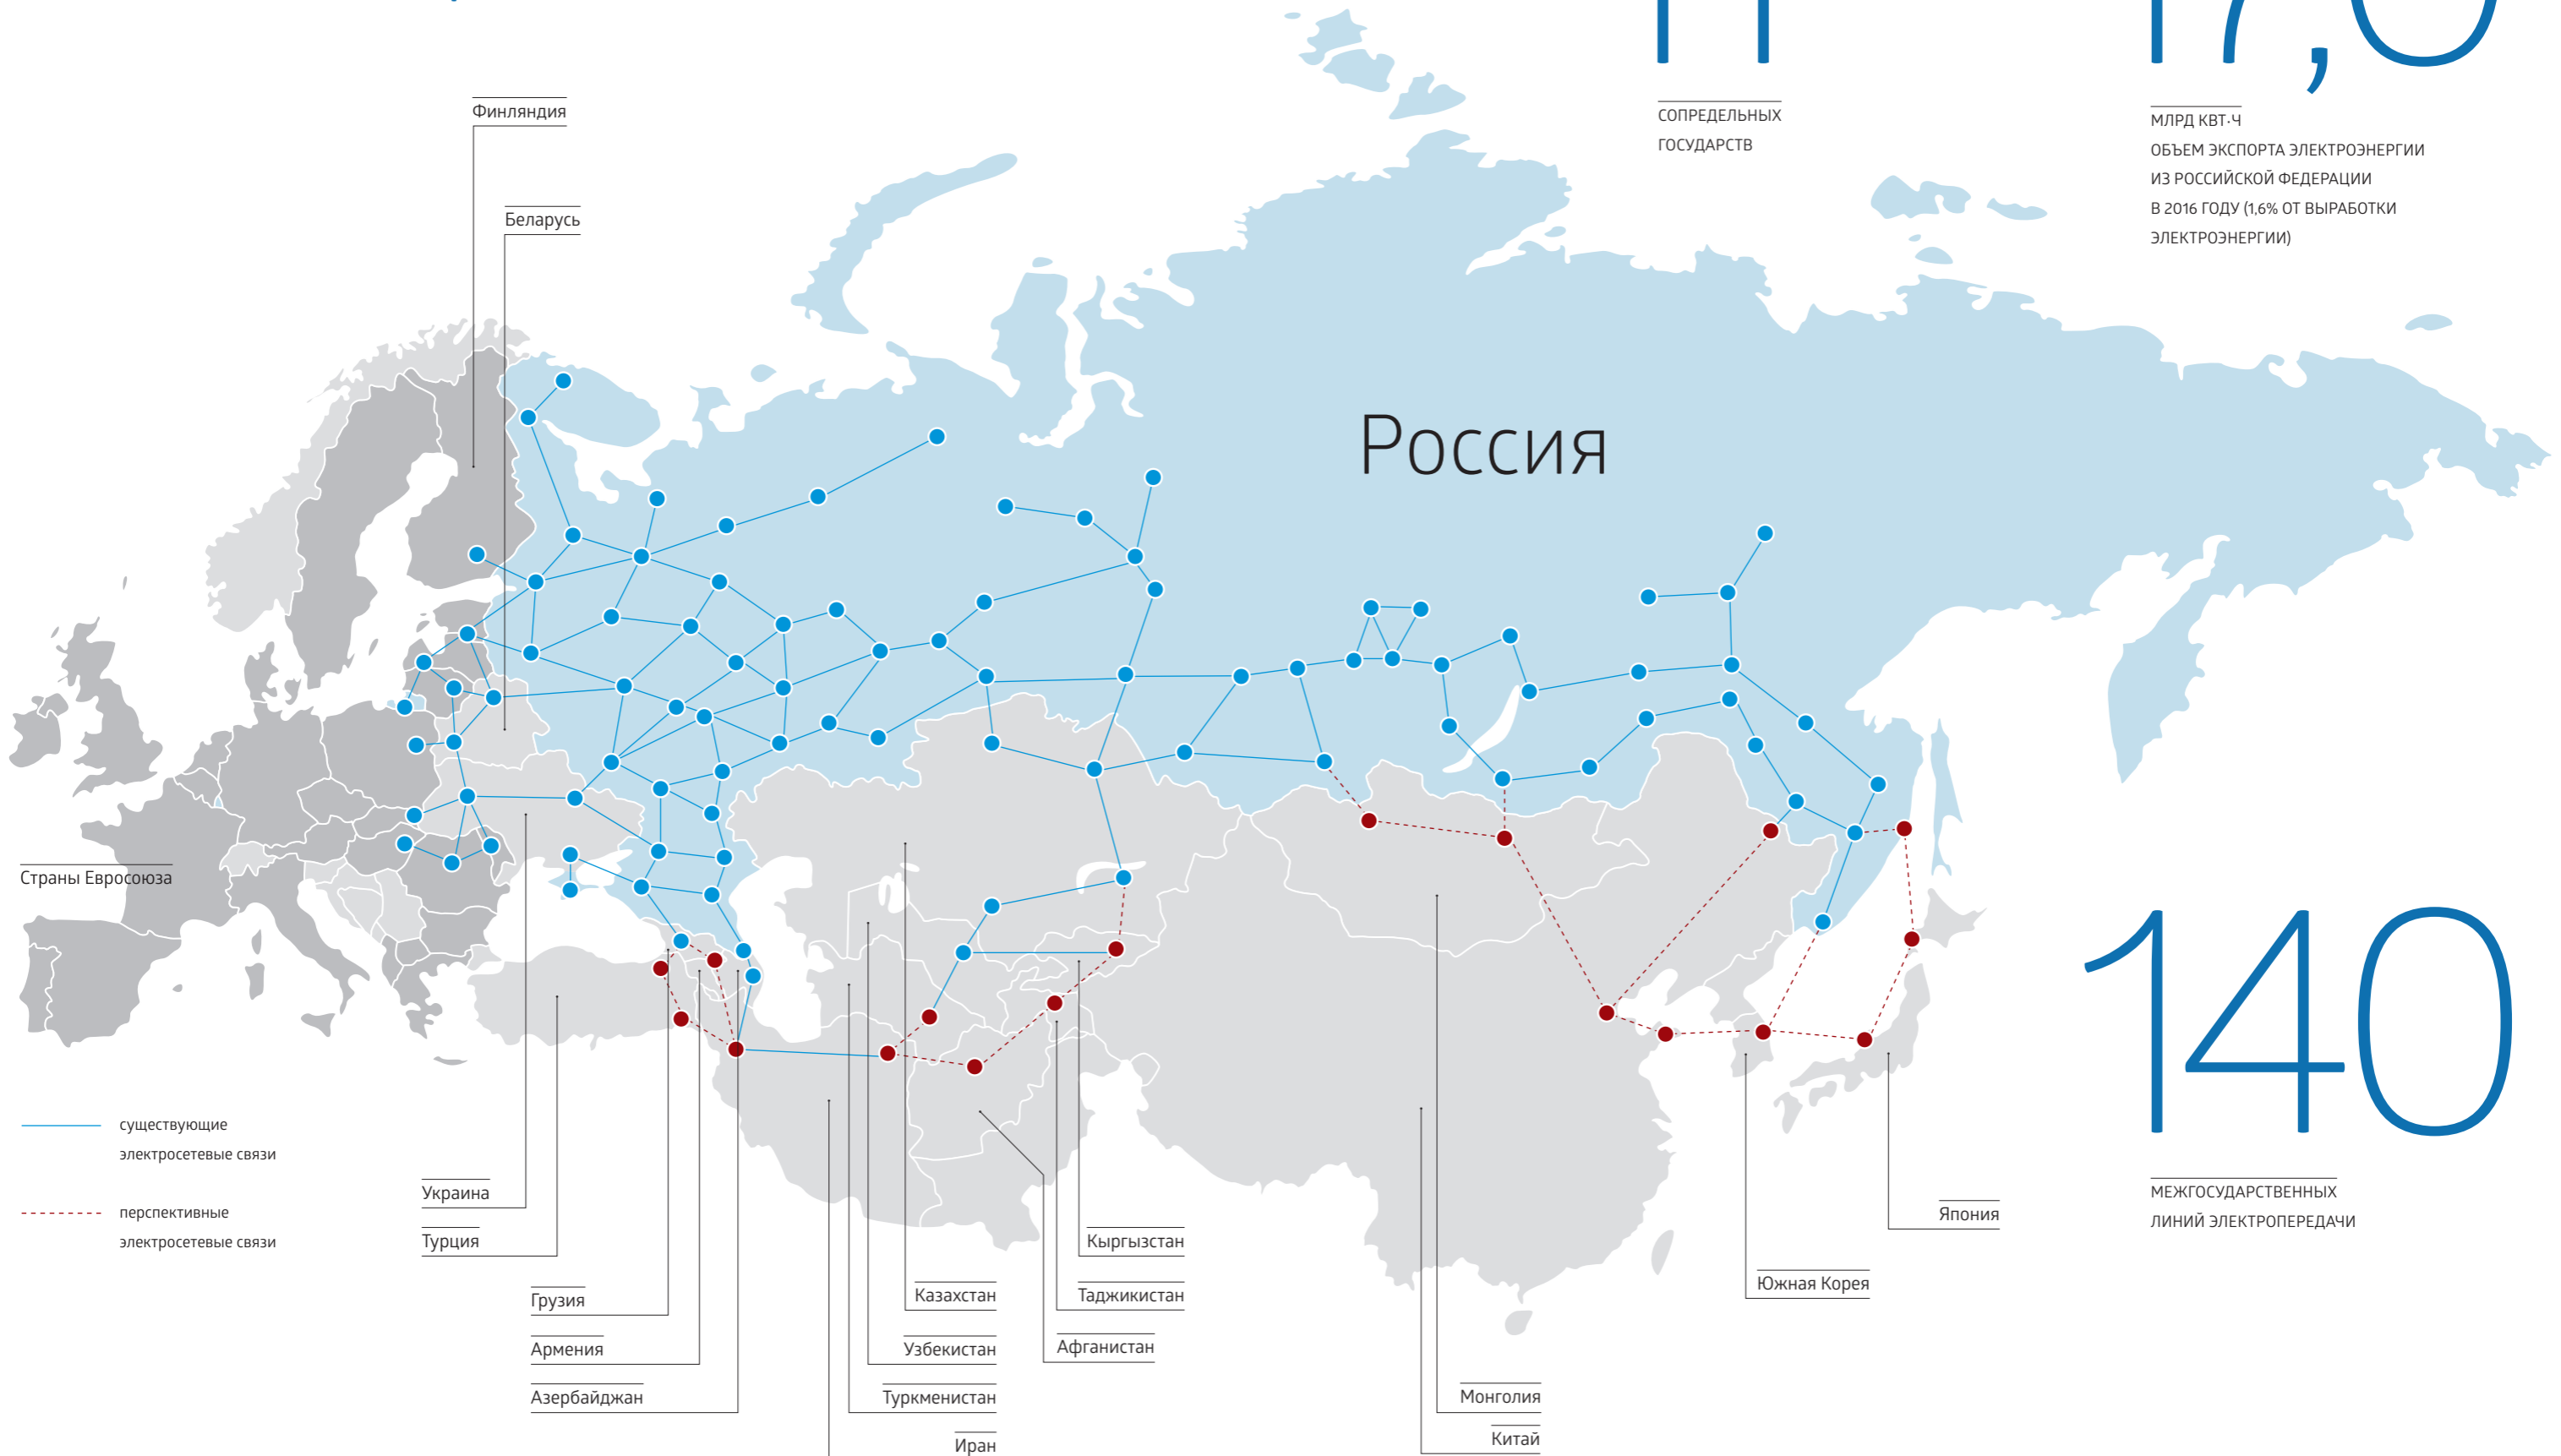 СОПРЕДЕЛЬНЫХ
ГОСУДАРСТВ
МЛРД КВТ·Ч
ОБЪЕМ ЭКСПОРТА ЭЛЕКТРОЭНЕРГИИ
ИЗ РОССИЙСКОЙ ФЕДЕРАЦИИ
В 2016 ГОДУ (1,6% ОТ ВЫРАБОТКИ
ЭЛЕКТРОЭНЕРГИИ)
Финляндия
Беларусь
Россия
Страны Евросоюза
140
МЕЖГОСУДАРСТВЕННЫХ
ЛИНИЙ ЭЛЕКТРОПЕРЕДАЧИ
существующие
электросетевые связи
перспективные
электросетевые связи
Украина
Турция
Грузия
Армения
Азербайджан
Казахстан
Узбекистан
Туркменистан
Иран
Кыргызстан
Таджикистан
Афганистан
Монголия
Китай
Южная Корея
Япония